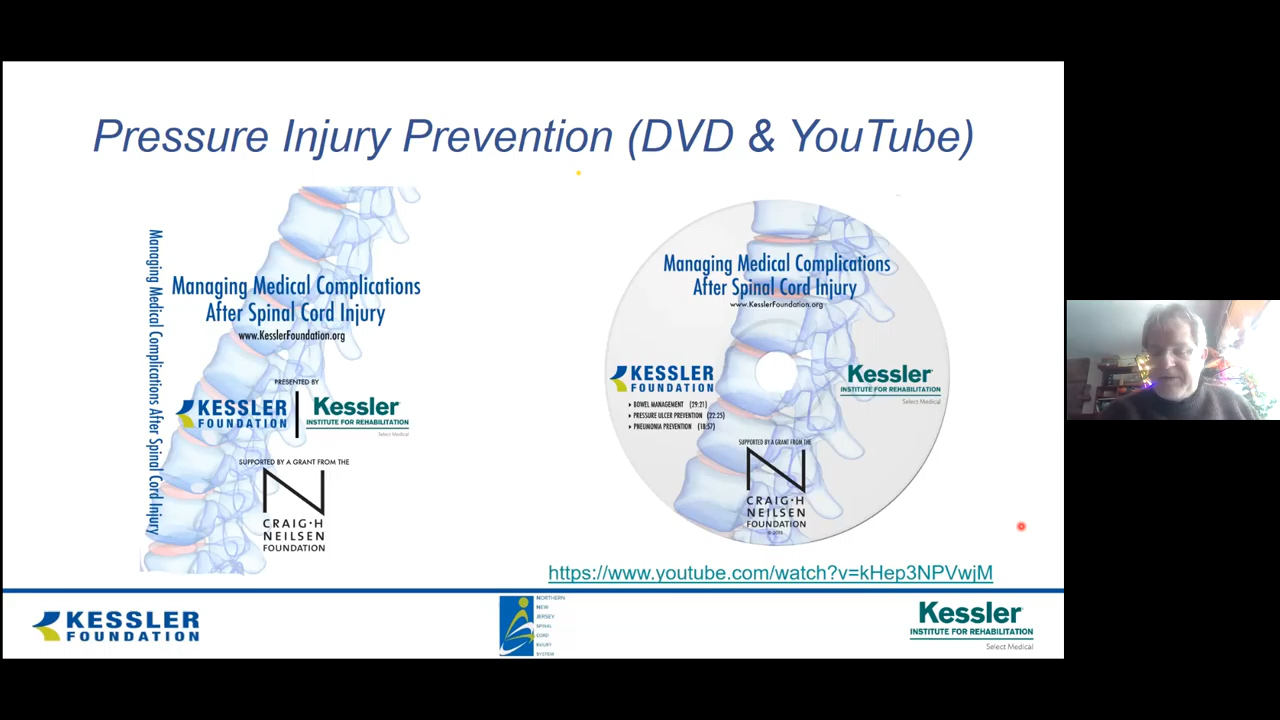 Pressure Injury Prevention (DVD & YouTube)
Managing Medical Complications After Spinal Cord Injury
Managing Medical Complications
After Spinal Cord Injury
www.KesslerFoundation.org
PRESENTED BY
KESSLER
FOUNDATION
Kessler
INSTITUTE FOR REHABILITATION
Select Medical
SUPPORTED BY A GRANT FROM THE
N
CRAIG·H
NEILSEN
FOUNDATION
Managing Medical Complications
After Spinal Cord Injury
www.KesslerFoundation.org
KESSLER
FOUNDATION
Kessler
INSTITUTE FOR REHABILITATION
Select Medical
BOWEL MANAGEMENT (29:21)
PRESSURE ULCER PREVENTION (22:25)
PNEUMONIA PREVENTION (18:57)
SUPPORTED BY A GRANT FROM THE
N
CRAIG·H
NEILSEN
FOUNDATION
https://www.youtube.com/watch?v=kHep3NPVwjM
KESSLER
FOUNDATION
NORTHERN
NEW
JERSEY
SPINAL
CORD
INJURY
SYSTEM
Kessler
INSTITUTE FOR REHABILITATION
Select Medical